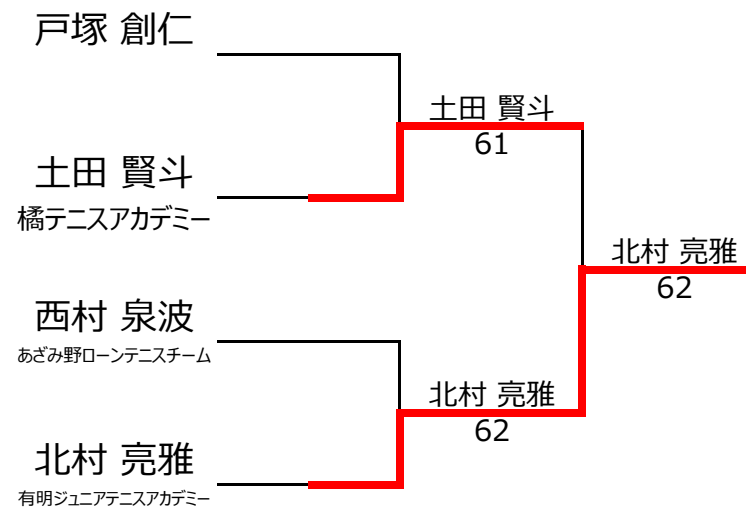 戸塚 創仁
土田 賢斗
61
土田 賢斗
橘テニスアカデミー
北村 亮雅
62
西村 泉波
あざみ野ローンテニスチーム
北村 亮雅
62
北村 亮雅
有明ジュニアテニスアカデミー